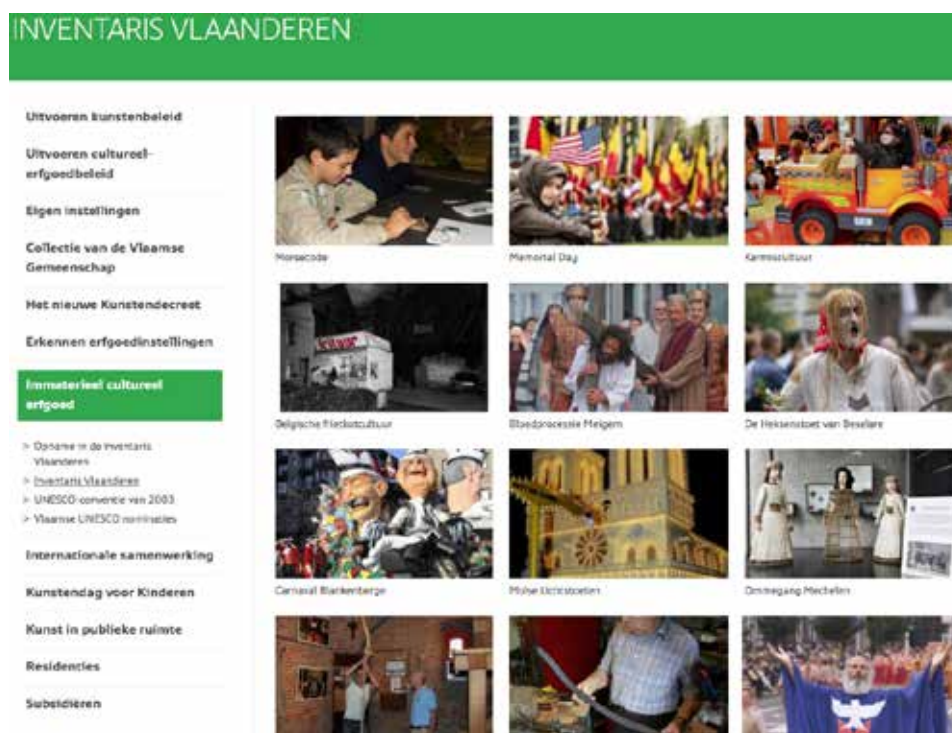 INVENTARIS VLAANDEREN
Uitvoeren kunstenbeleid
Uitvoeren cultureel-
erfgoedbeleid
Eigen instellingen
Collectie van de Vlaamse
Gemeenschap
Het nieuwe Kunstendecreet
Erkennen erfgoedinstellingen
Immaterieel cultureel
erfgoed
> Opname in de Inventaris
Vlaanderen
> Inventaris Vlaanderen
> UNESCO-conventie van 2003
> Vlaamse UNESCO nominaties
Internationale samenwerking
Kunstendag voor Kinderen
Kunst in publieke ruimte
Residenties
Subsidiëren
Morsecode
Memorial Day
Kermiscultuur
Belgische frietkotcultuur
Bloedprocessie Meigem
De Heksenstoet van Beselare
Carnaval Blankenberge
Ommegang Mechelen